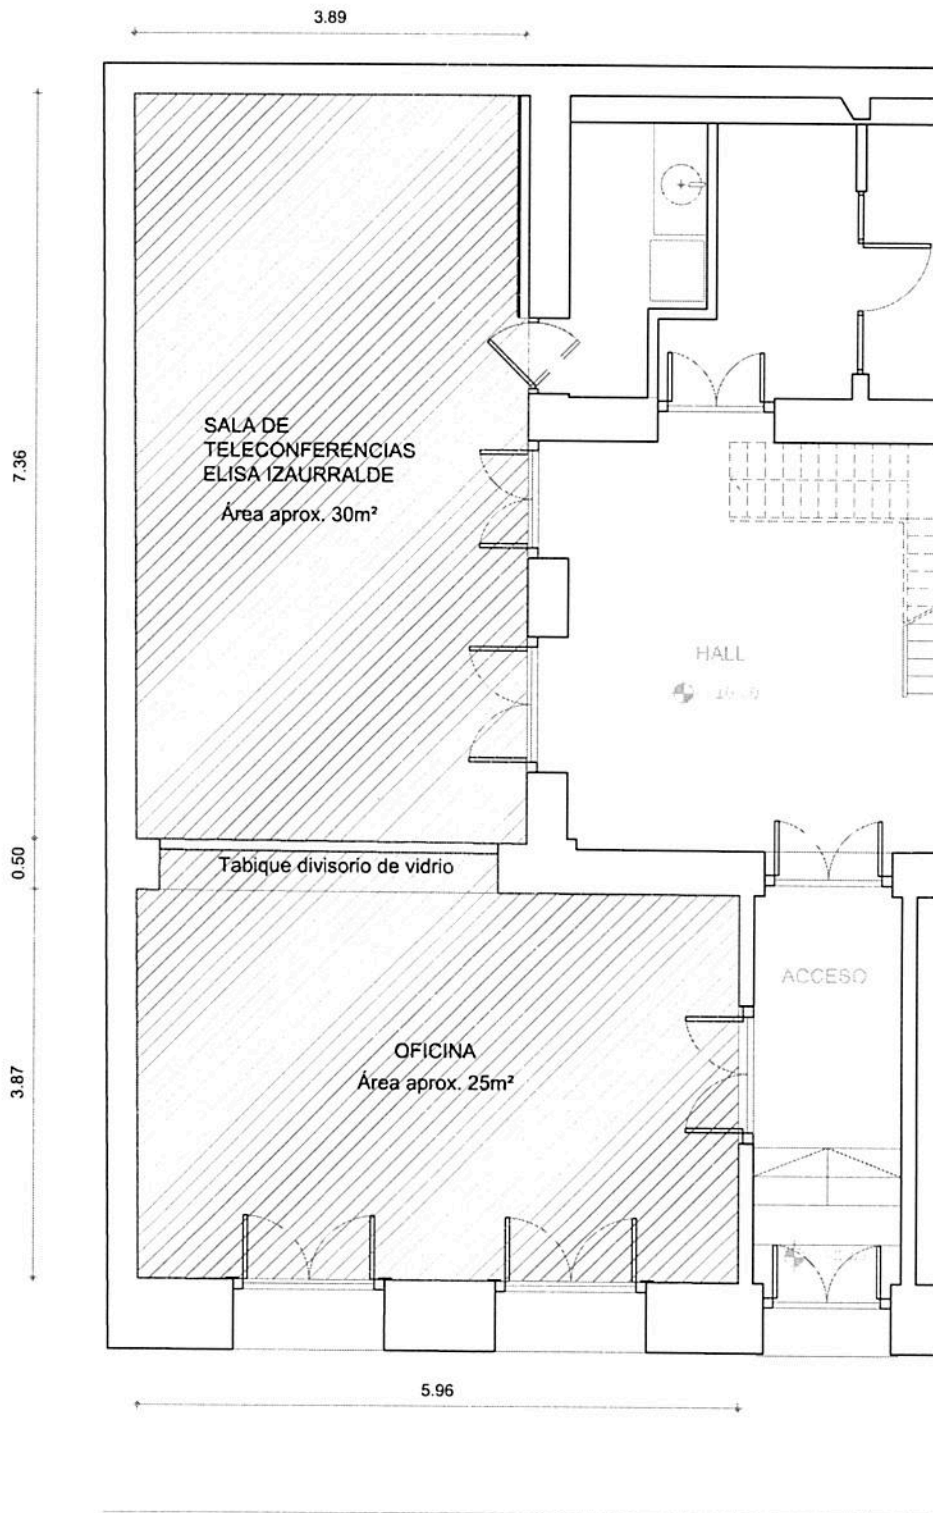 3.89
7.36
SALA DE
TELECONFERENCIAS
ELISA IZAURRALDE
Área aprox. 30m²
HALL
0.50
Tabique divisorio de vidrio
ACCESO
3.87
OFICINA
Área aprox. 25m²
5.96